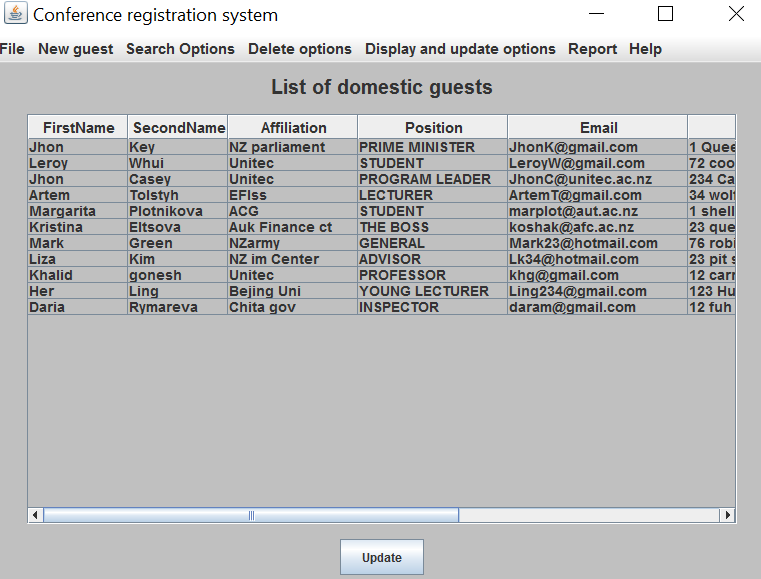 Conference registration system
File New guest Search Options Delete options Display and update options Report Help
List of domestic guests
FirstName SecondName Affiliation Position Email
Jhon Key NZ parliament PRIME MINISTER JhonK@gmail.com 1 Quee
Leroy Whui Unitec STUDENT LeroyW@gmail.com 72 coo
Jhon Casey Unitec PROGRAM LEADER JhonC@unitec.ac.nz 234 Ca
Artem Tolstyh EFIss LECTURER ArtemT@gmail.com 34 wolf
Margarita Plotnikova ACG STUDENT marplot@aut.ac.nz 1 shell
Kristina Eltsova Auk Finance ct THE BOSS koshak@afc.ac.nz 23 que
Mark Green NZarmy GENERAL Mark23@hotmail.com 76 robi
Liza Kim NZ im Center ADVISOR Lk34@hotmail.com 23 pit s
Khalid gonesh Unitec PROFESSOR khg@gmail.com 12 carr
Her Ling Bejing Uni YOUNG LECTURER Ling234@gmail.com 123 Hu
Daria Rymareva Chita gov INSPECTOR daram@gmail.com 12 fuh
Update